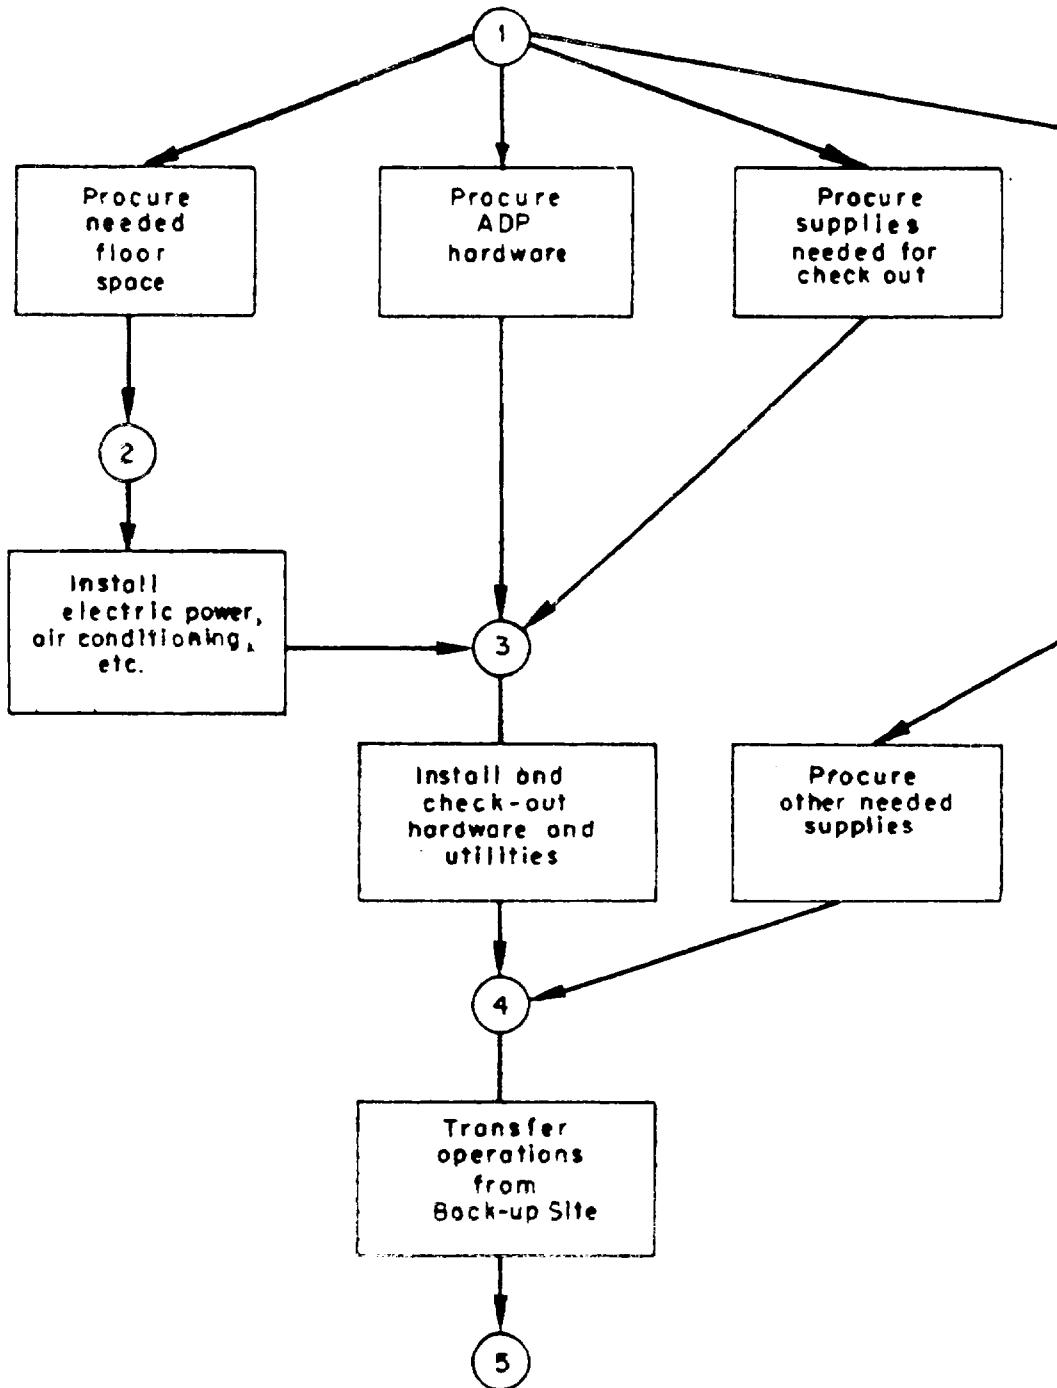 1
Procure
needed
floor
space
Procure
ADP
hardware
Procure
supplies
needed for
check out
2
Install
electric power,
air conditioning,
etc.
3
Install and
check-out
hardware and
utilities
Procure
other needed
supplies
4
Transfer
operations
from
Back-up Site
5